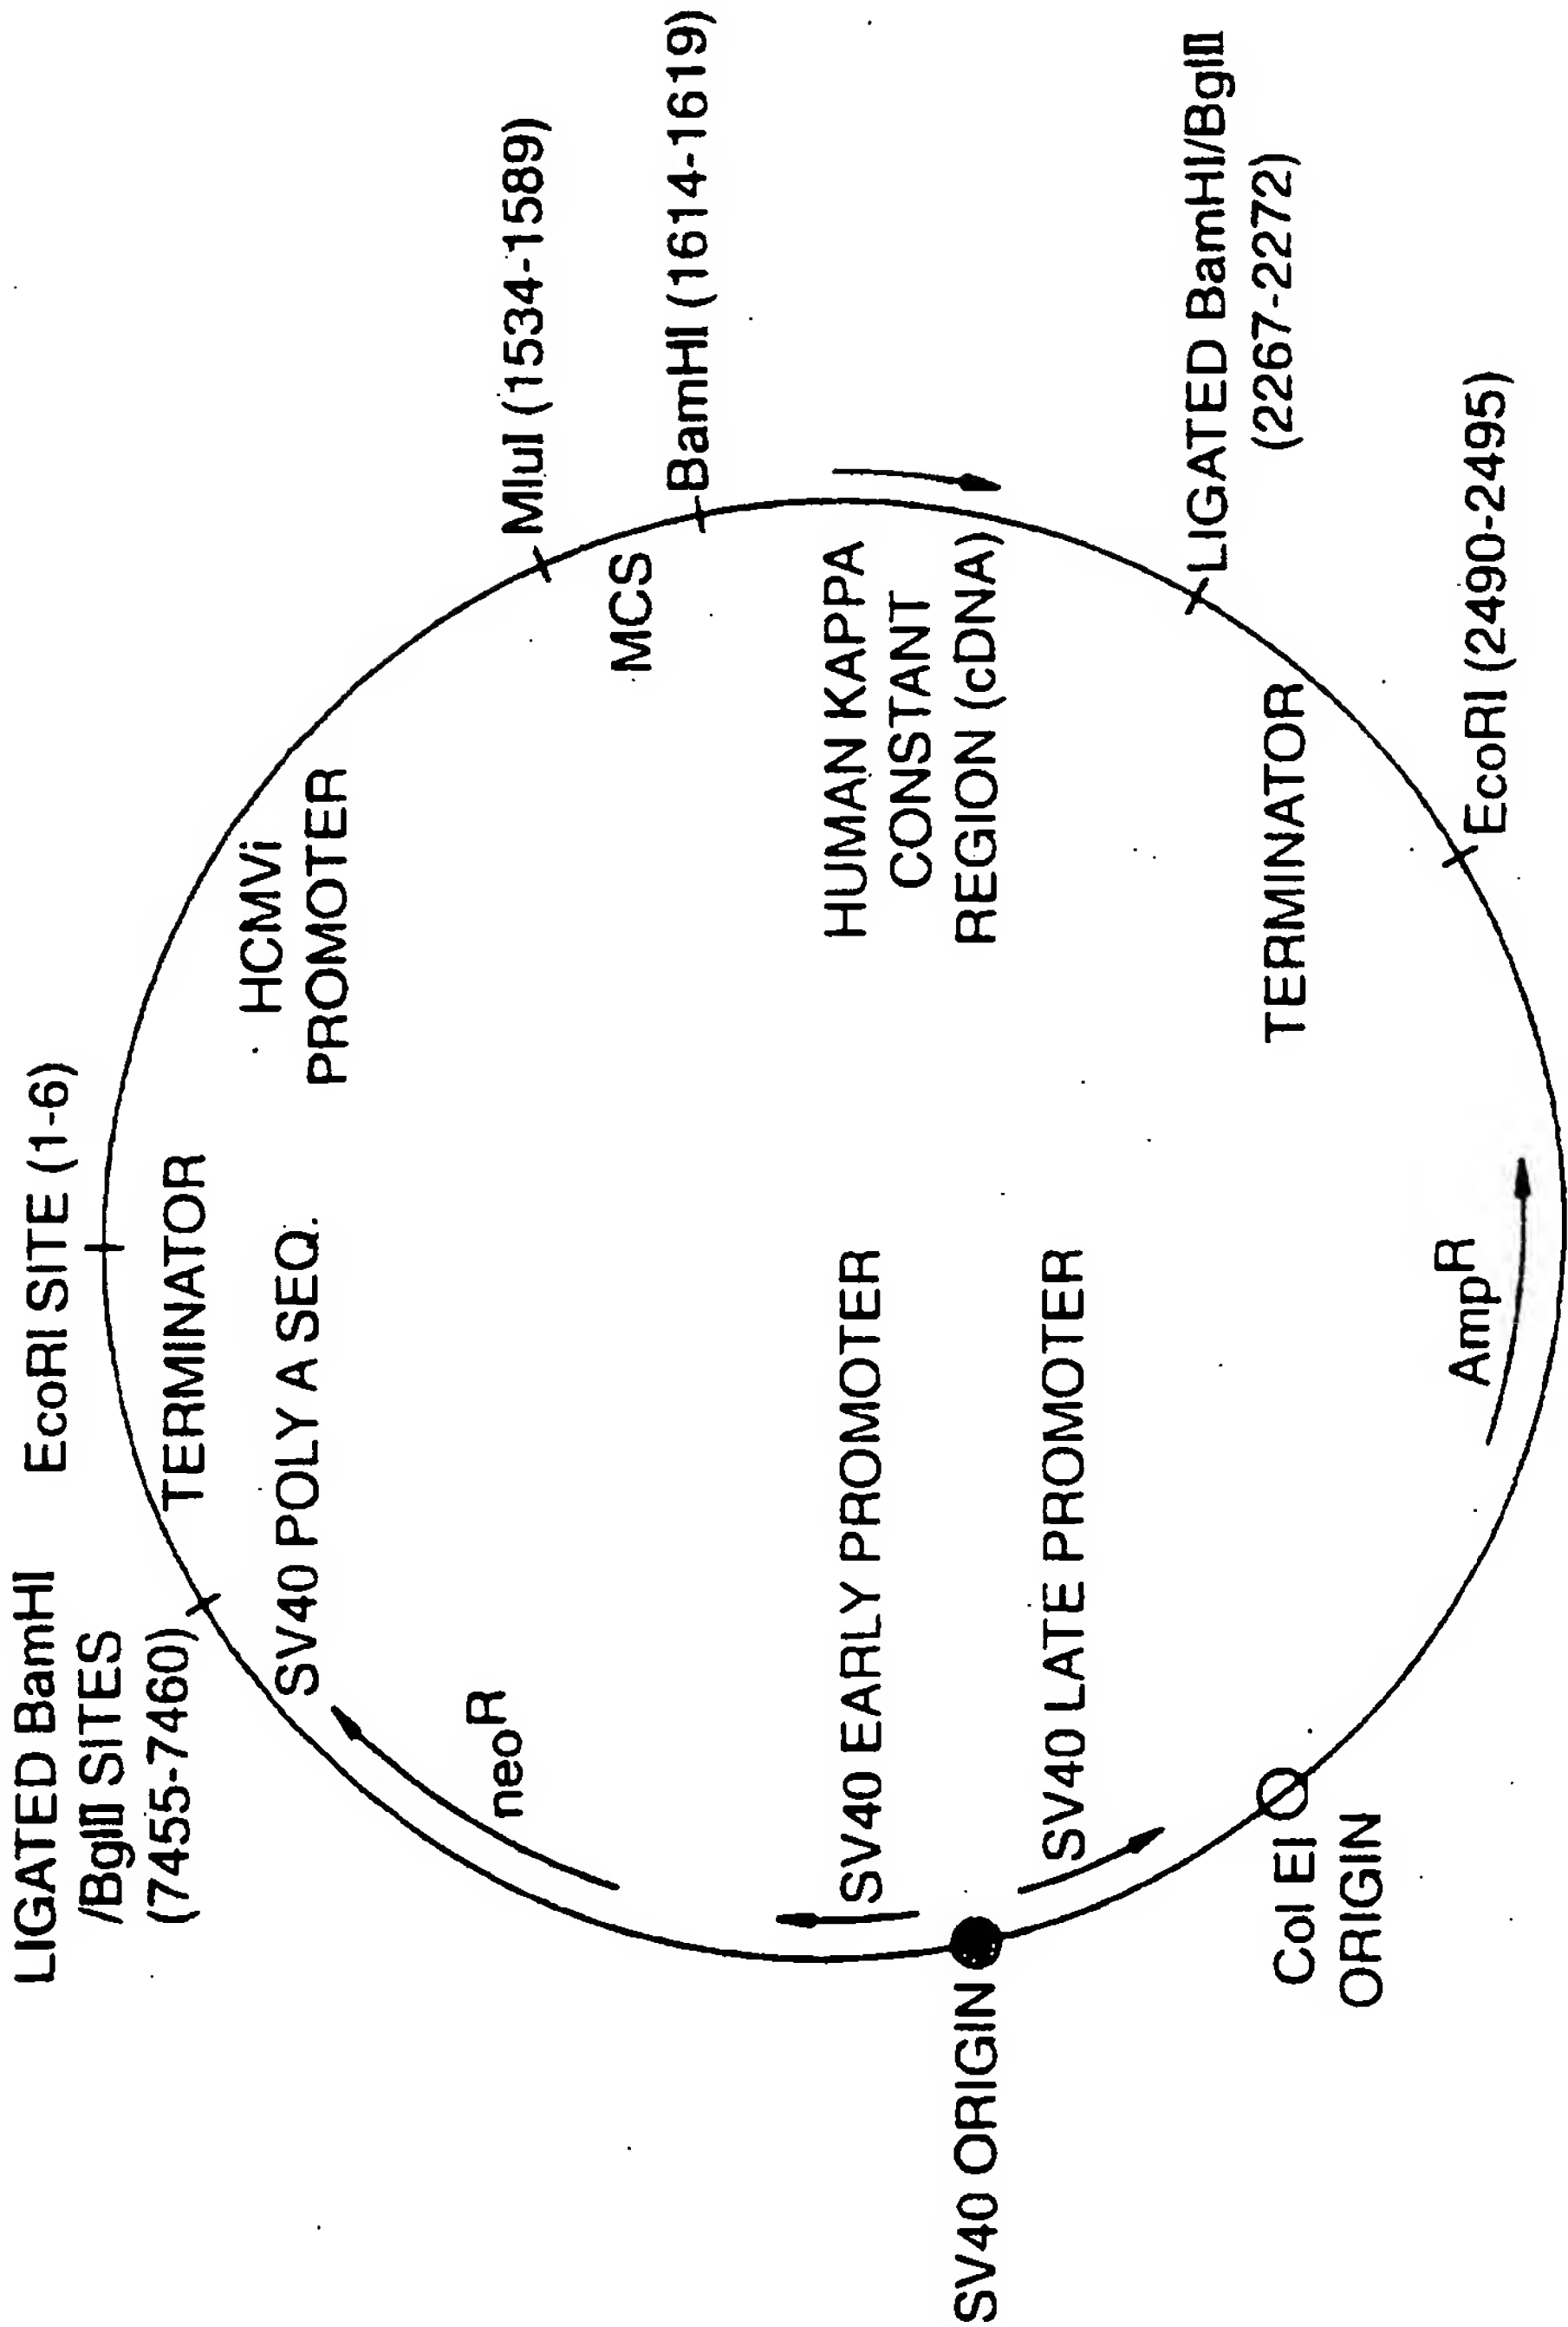 LIGATED BamHI
/BglII SITES
(7455-7460)
EcoRI SITE (1-6)
TERMINATOR
SV40 POLY A SEQ.
HCMVi
PROMOTER
MluI (1534-1589)
MCS
BamHI (1614-1619)
neoR
HUMAN KAPPA
CONSTANT
REGION (cDNA)
SV40 EARLY PROMOTER
SV40 ORIGIN
SV40 LATE PROMOTER
LIGATED BamHI/BglII
(2267-2272)
TERMINATOR
Col EI
ORIGIN
AmpR
EcoRI (2490-2495)